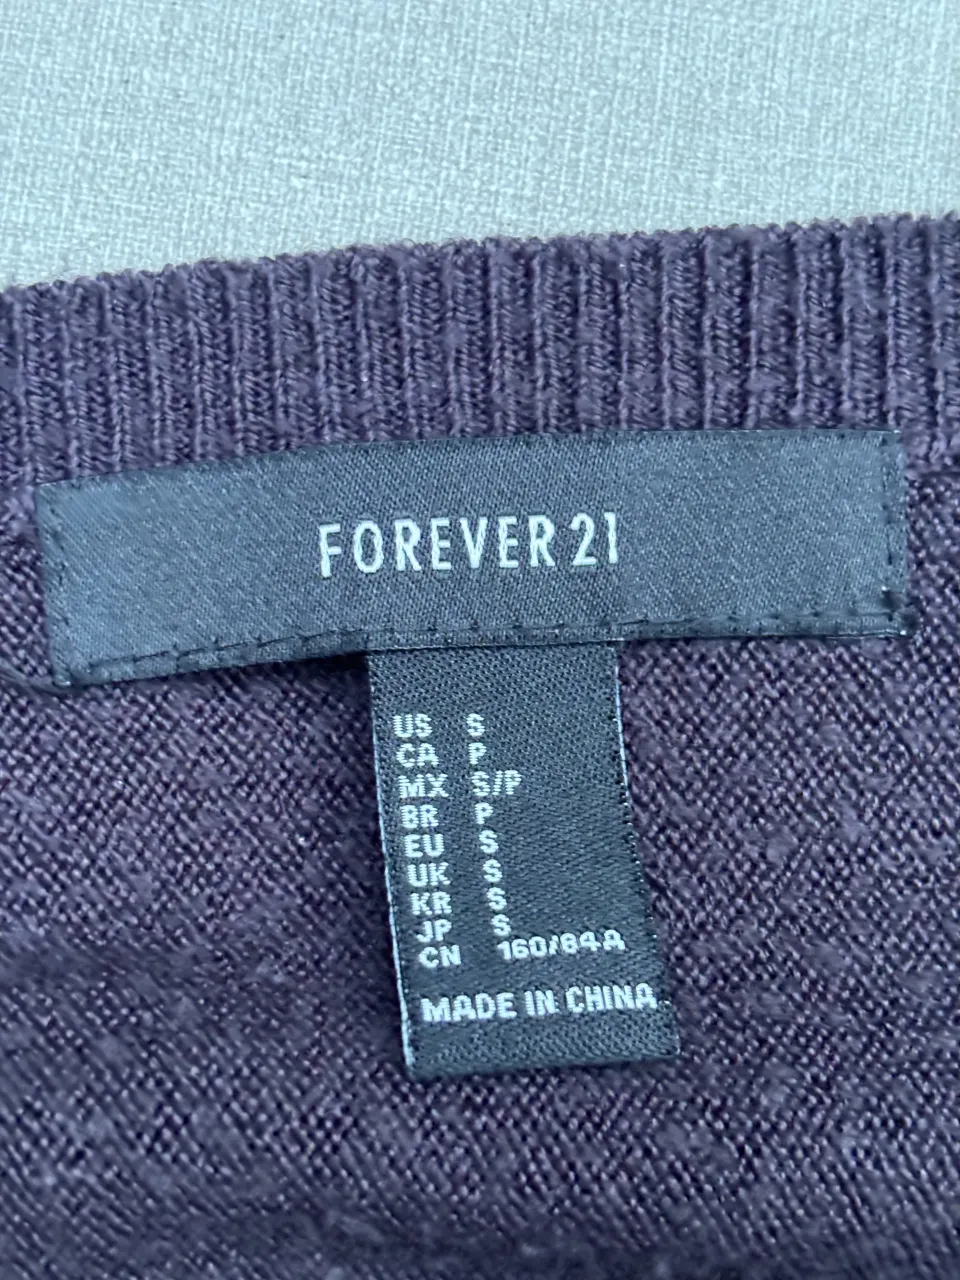 FOREVER 21
US S
CA P
MX S/P
BR P
EU S
UK S
KR S
JP S
CN 160/84A
MADE IN CHINA